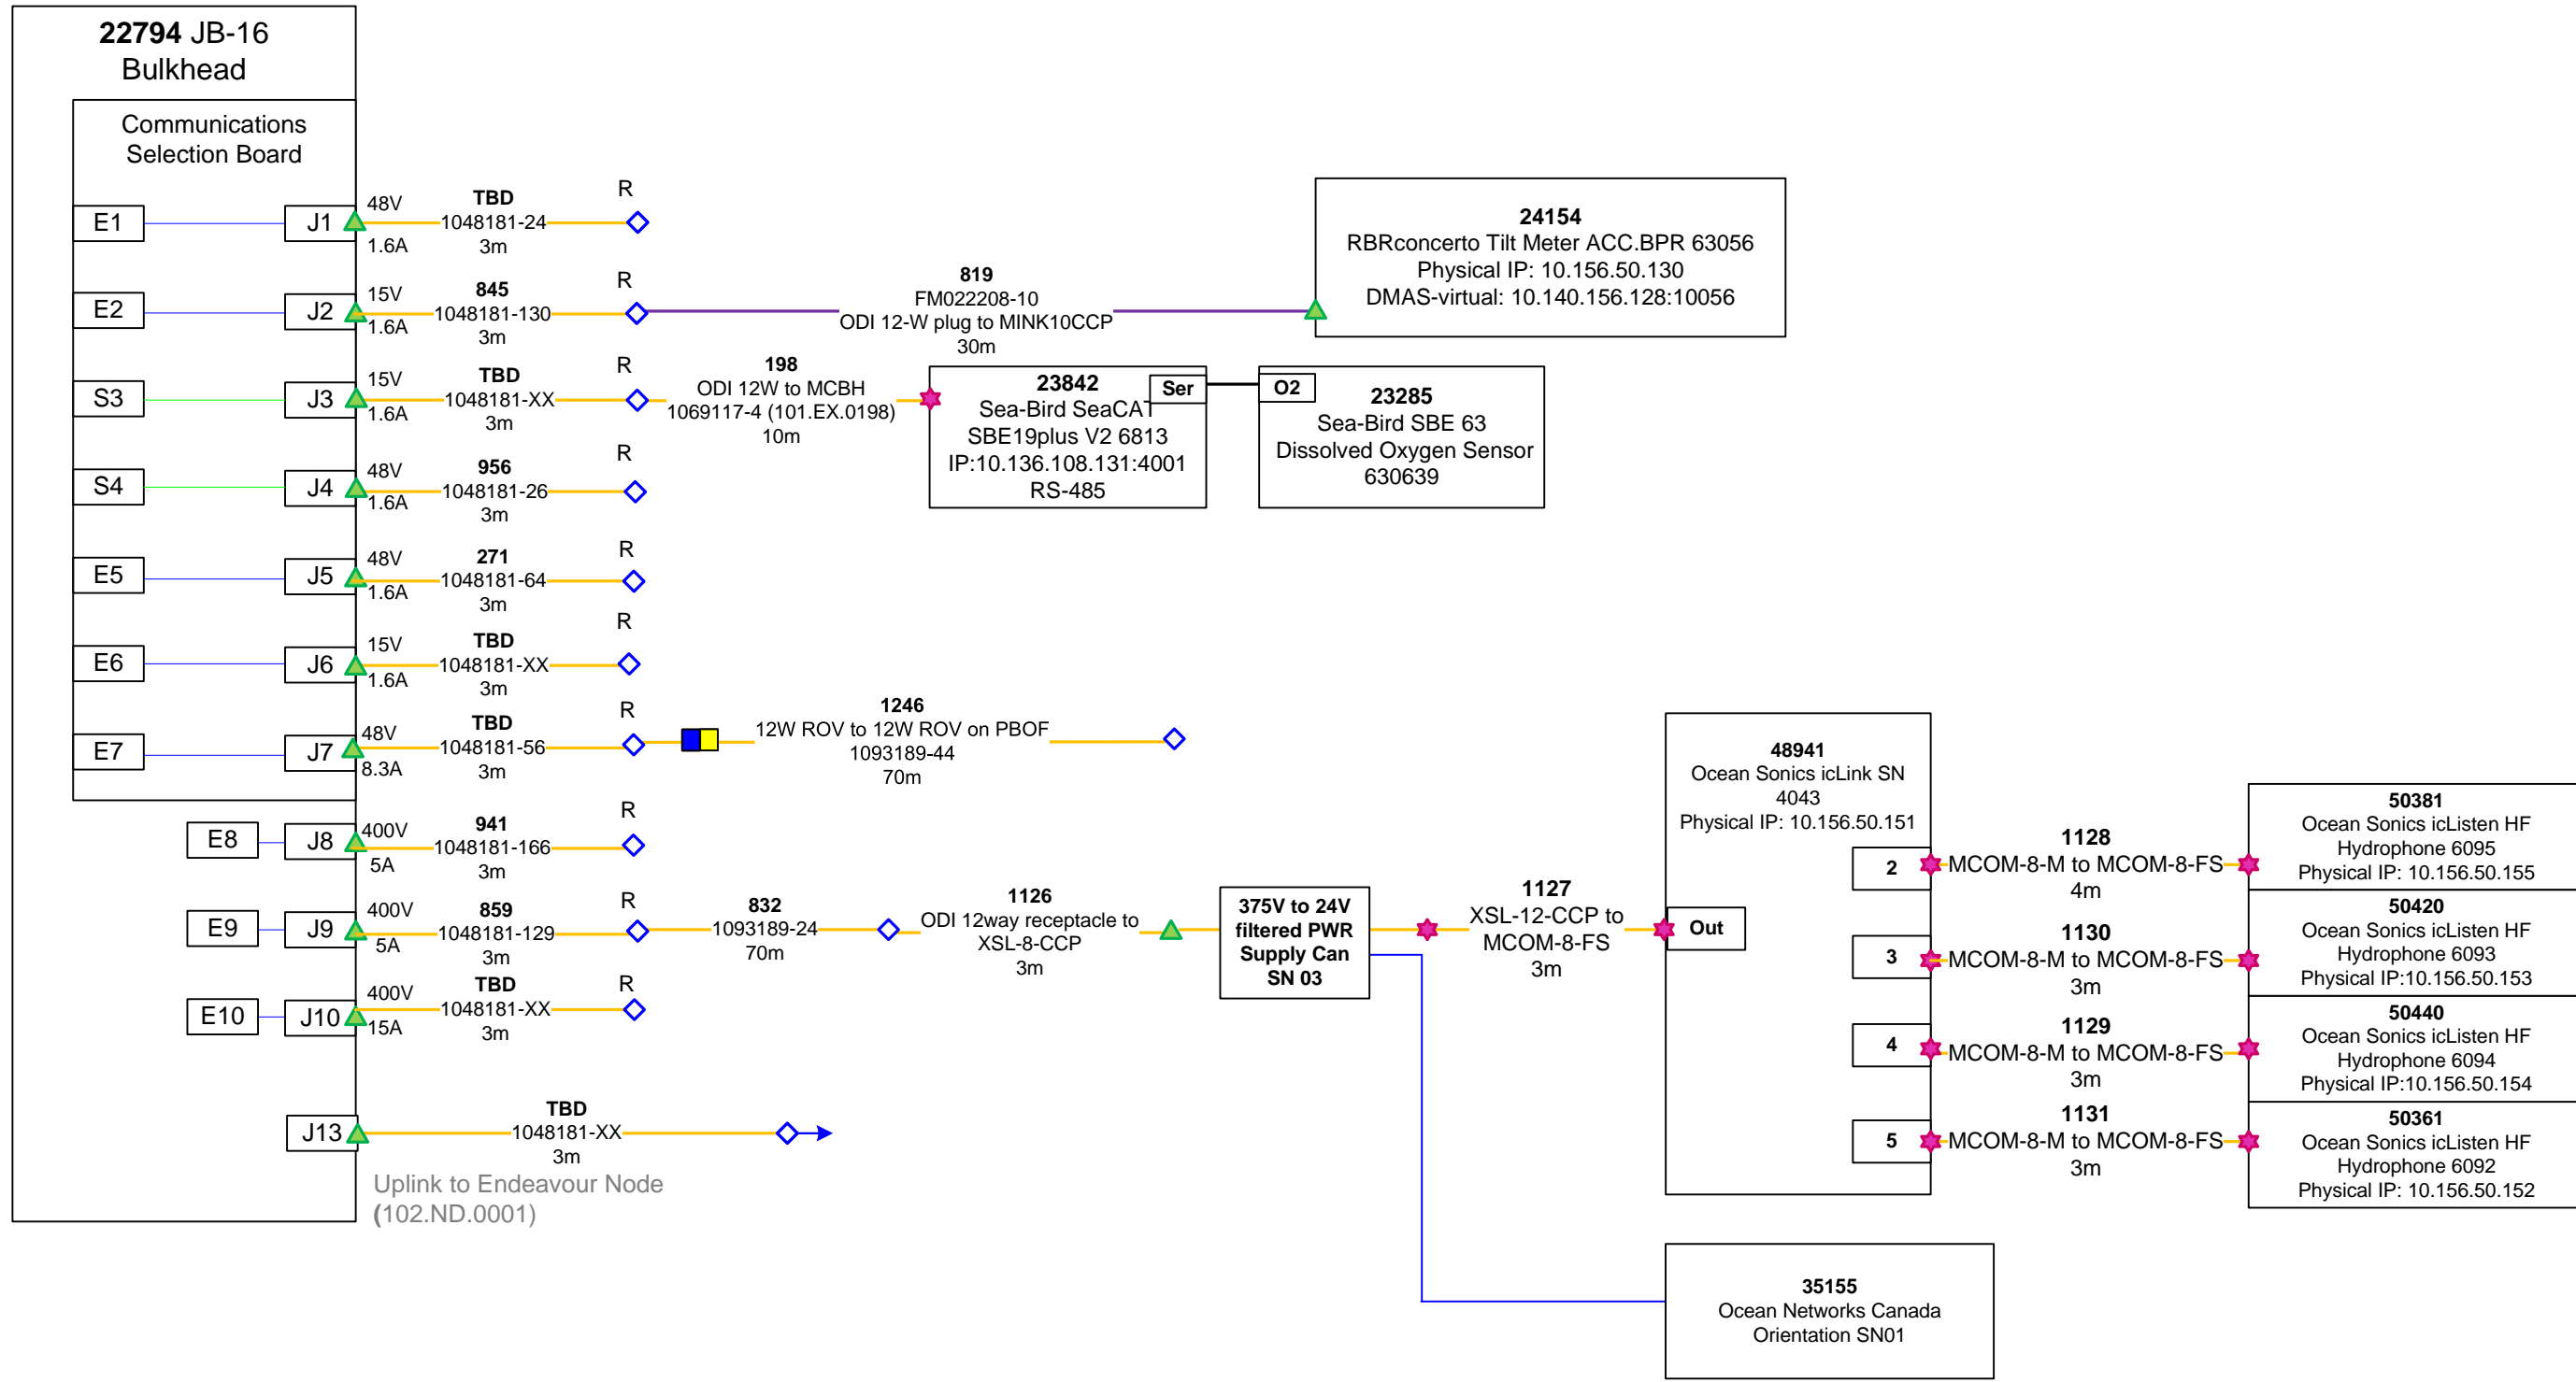 22794 JB-16
Bulkhead
Communications
Selection Board
E1
J1
48V
1.6A
TBD
1048181-24
3m
R
E2
J2
15V
1.6A
845
1048181-130
3m
R
819
FM022208-10
ODI 12-W plug to MINK10CCP
30m
24154
RBRconcerto Tilt Meter ACC.BPR 63056
Physical IP: 10.156.50.130
DMAS-virtual: 10.140.156.128:10056
S3
J3
15V
1.6A
TBD
1048181-XX
3m
R
198
ODI 12W to MCBH
1069117-4 (101.EX.0198)
10m
23842
Sea-Bird SeaCAT
SBE19plus V2 6813
IP:10.136.108.131:4001
RS-485
Ser
O2
23285
Sea-Bird SBE 63
Dissolved Oxygen Sensor
630639
S4
J4
48V
1.6A
956
1048181-26
3m
R
E5
J5
48V
1.6A
271
1048181-64
3m
R
E6
J6
15V
1.6A
TBD
1048181-XX
3m
R
E7
J7
48V
8.3A
TBD
1048181-56
3m
R
1246
12W ROV to 12W ROV on PBOF
1093189-44
70m
E8
J8
400V
5A
941
1048181-166
3m
R
E9
J9
400V
5A
859
1048181-129
3m
R
832
1093189-24
70m
1126
ODI 12way receptacle to
XSL-8-CCP
3m
375V to 24V
filtered PWR
Supply Can
SN 03
1127
XSL-12-CCP to
MCOM-8-FS
3m
48941
Ocean Sonics icLink SN
4043
Physical IP: 10.156.50.151
Out
2
1128
MCOM-8-M to MCOM-8-FS
4m
50381
Ocean Sonics icListen HF
Hydrophone 6095
Physical IP: 10.156.50.155
3
1130
MCOM-8-M to MCOM-8-FS
3m
50420
Ocean Sonics icListen HF
Hydrophone 6093
Physical IP:10.156.50.153
4
1129
MCOM-8-M to MCOM-8-FS
3m
50440
Ocean Sonics icListen HF
Hydrophone 6094
Physical IP:10.156.50.154
5
1131
MCOM-8-M to MCOM-8-FS
3m
50361
Ocean Sonics icListen HF
Hydrophone 6092
Physical IP: 10.156.50.152
E10
J10
400V
15A
TBD
1048181-XX
3m
R
J13
TBD
1048181-XX
3m
Uplink to Endeavour Node
(102.ND.0001)
35155
Ocean Networks Canada
Orientation SN01